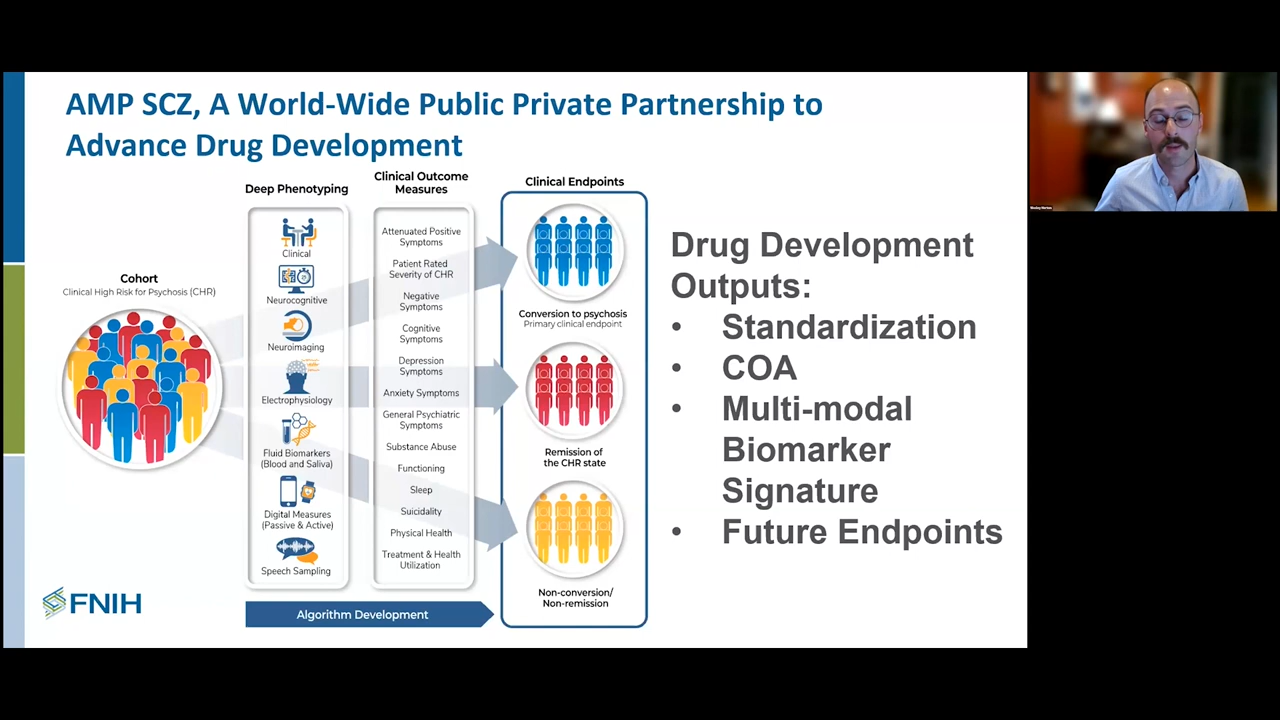 AMP SCZ, A World-Wide Public Private Partnership to
Advance Drug Development
Cohort
Clinical High Risk for Psychosis (CHR)
Deep Phenotyping
Clinical
Neurocognitive
Neuroimaging
Electrophysiology
Fluid Biomarkers
(Blood and Saliva)
Digital Measures
(Passive & Active)
Speech Sampling
Clinical Outcome
Measures
Attenuated Positive
Symptoms
Patient Rated
Severity of CHR
Negative
Symptoms
Cognitive
Symptoms
Depression
Symptoms
Anxiety Symptoms
General Psychiatric
Symptoms
Substance Abuse
Functioning
Sleep
Suicidality
Physical Health
Treatment & Health
Utilization
Clinical Endpoints
Conversion to psychosis
Primary clinical endpoint
Remission of
the CHR state
Non-conversion/
Non-remission
Algorithm Development
FNIH
Drug Development
Outputs:
• Standardization
• COA
• Multi-modal
Biomarker
Signature
• Future Endpoints